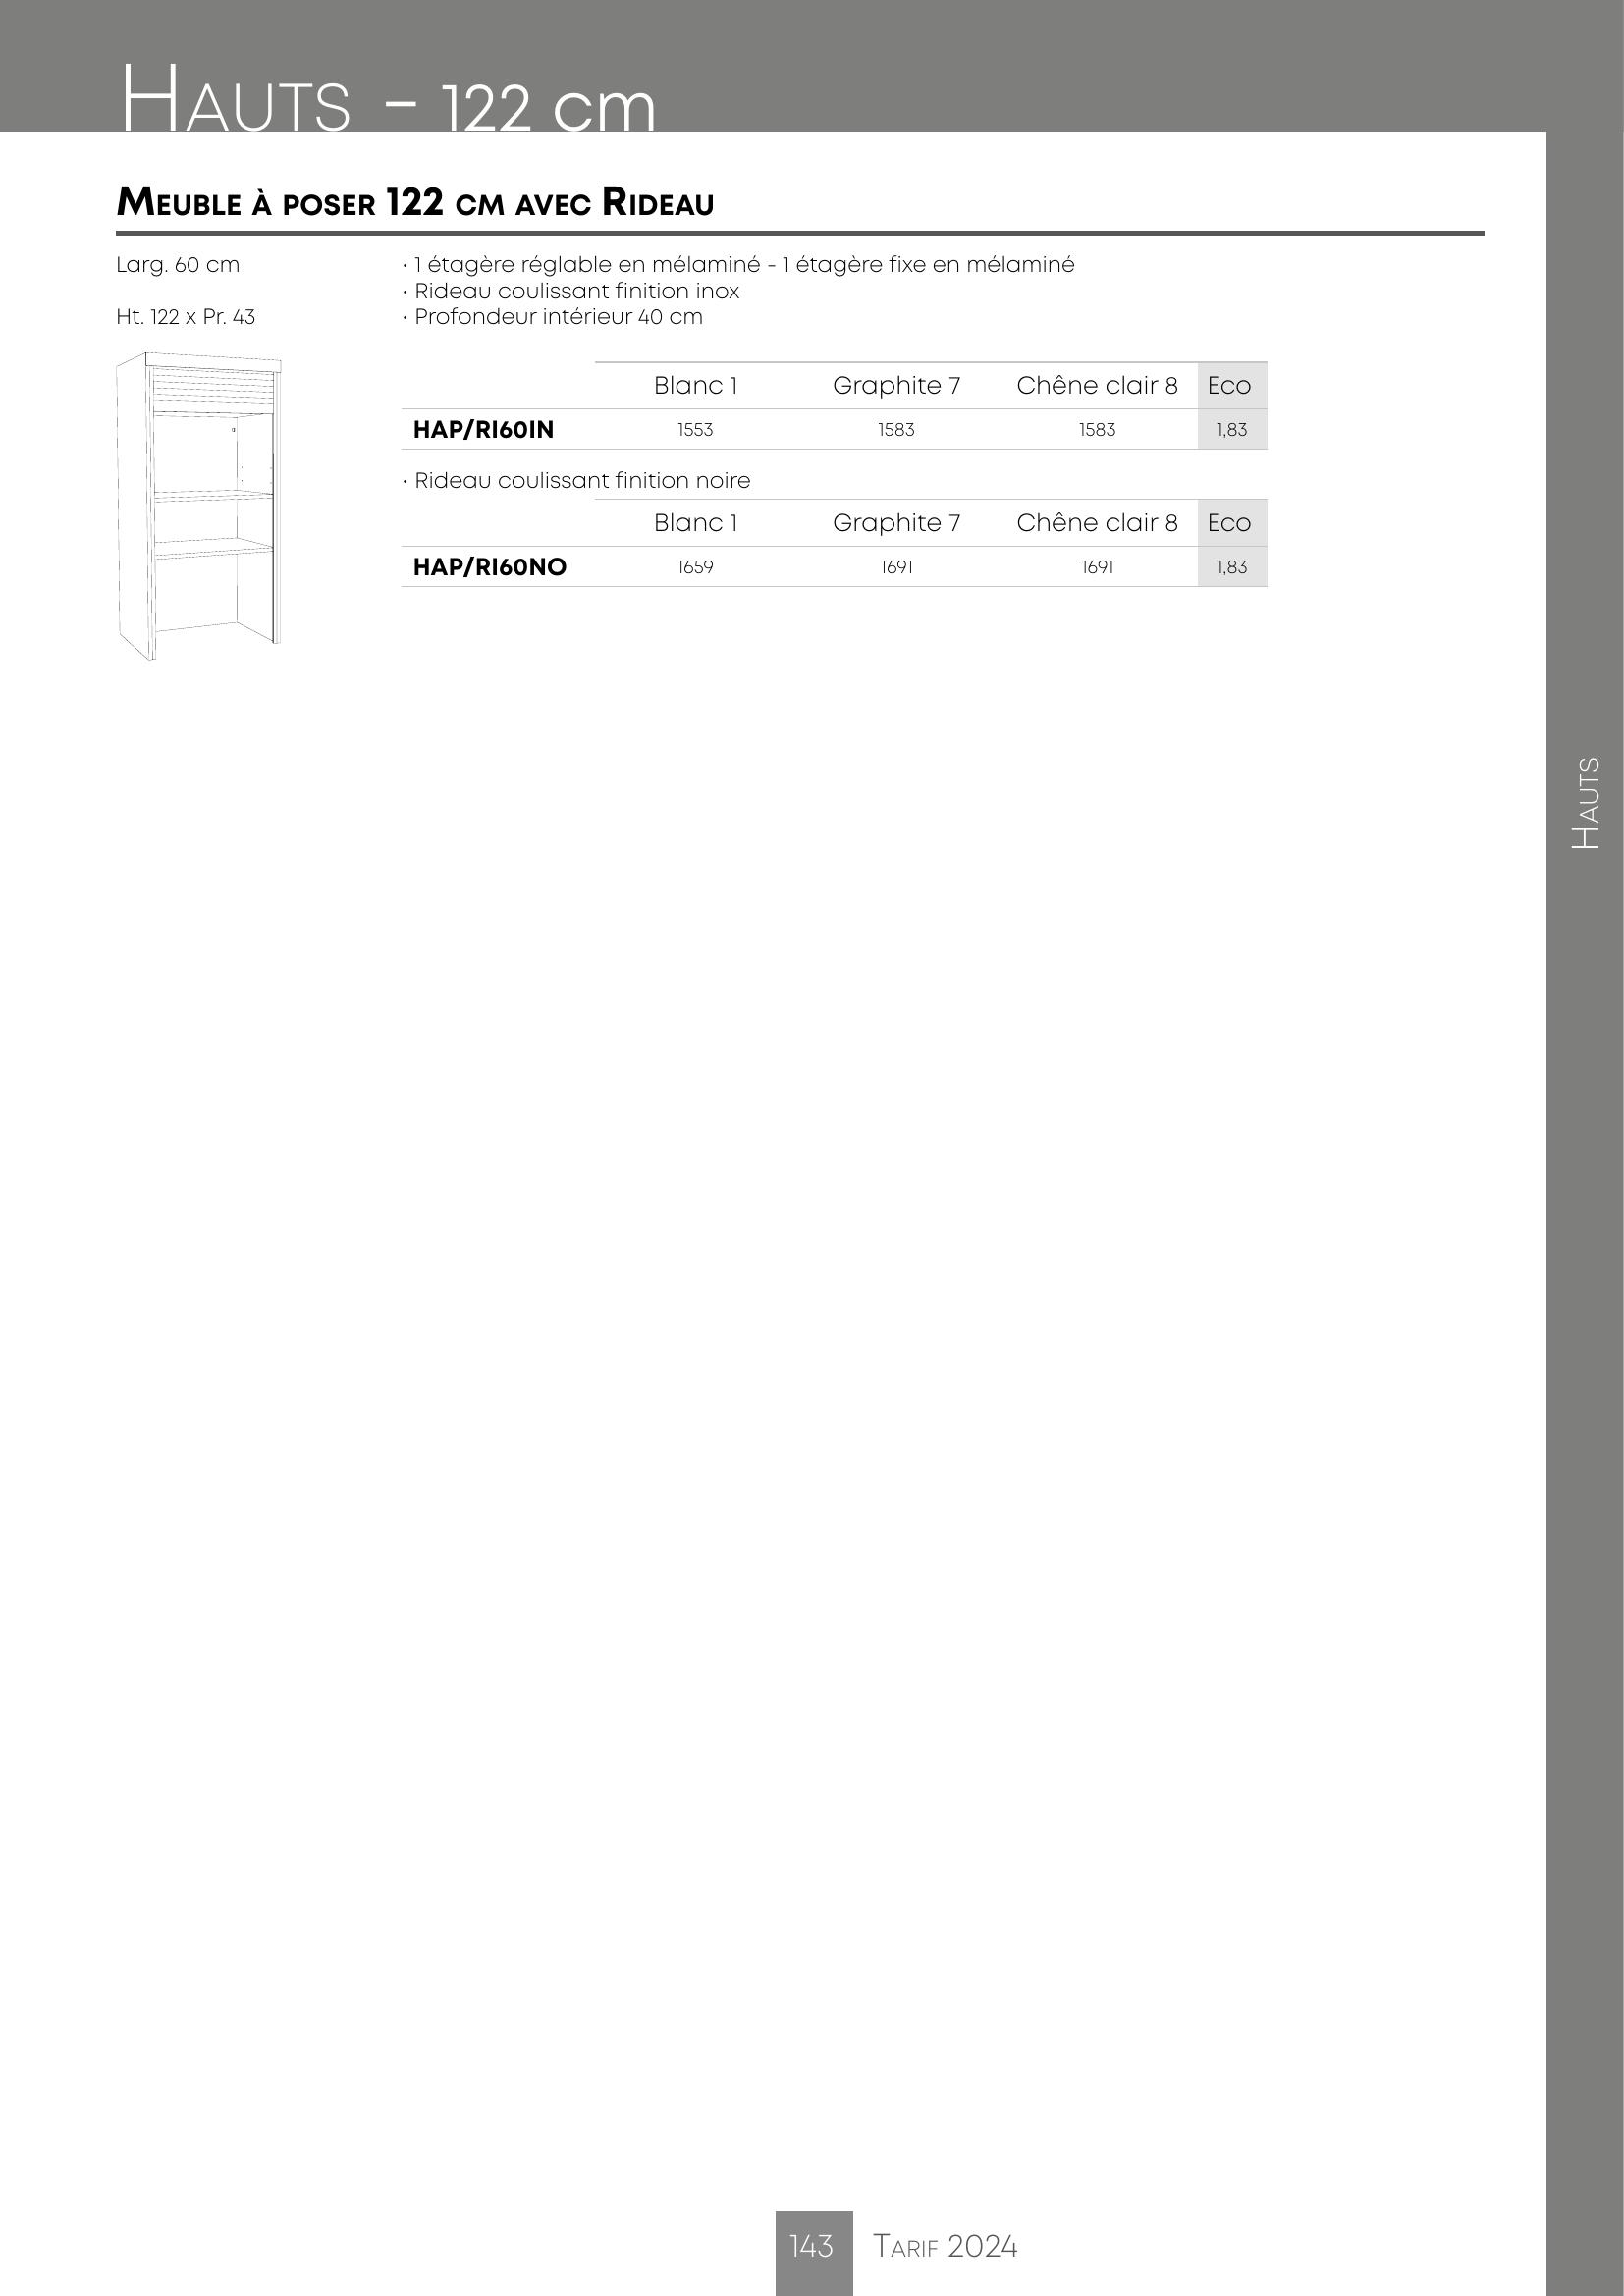 Hauts - 122 cm
Meuble à poser 122 cm avec Rideau
Larg. 60 cm
Ht. 122 x Pr. 43
· 1 étagère réglable en mélaminé - 1 étagère fixe en mélaminé
· Rideau coulissant finition inox
· Profondeur intérieur 40 cm
Blanc 1 Graphite 7 Chêne clair 8 Eco
HAP/RI60IN 1553 1583 1583 1,83
· Rideau coulissant finition noire
Blanc 1 Graphite 7 Chêne clair 8 Eco
HAP/RI60NO 1659 1691 1691 1,83
Hauts
143 Tarif 2024